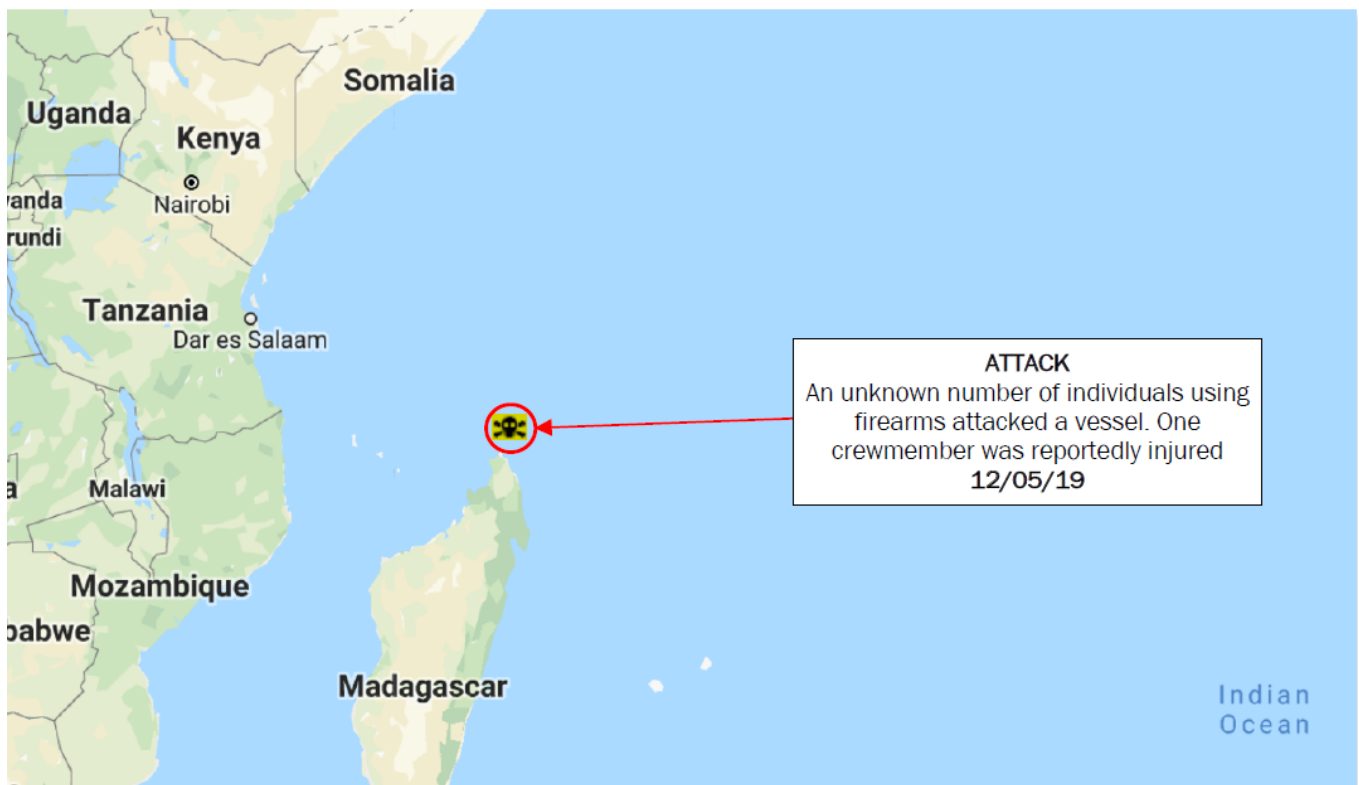 Somalia
Uganda
Kenya
Nairobi
anda
rundi
Tanzania
Dar es Salaam
ATTACK
An unknown number of individuals using
firearms attacked a vessel. One
crewmember was reportedly injured
12/05/19
a
Malawi
Mozambique
babwe
Madagascar
Indian
Ocean